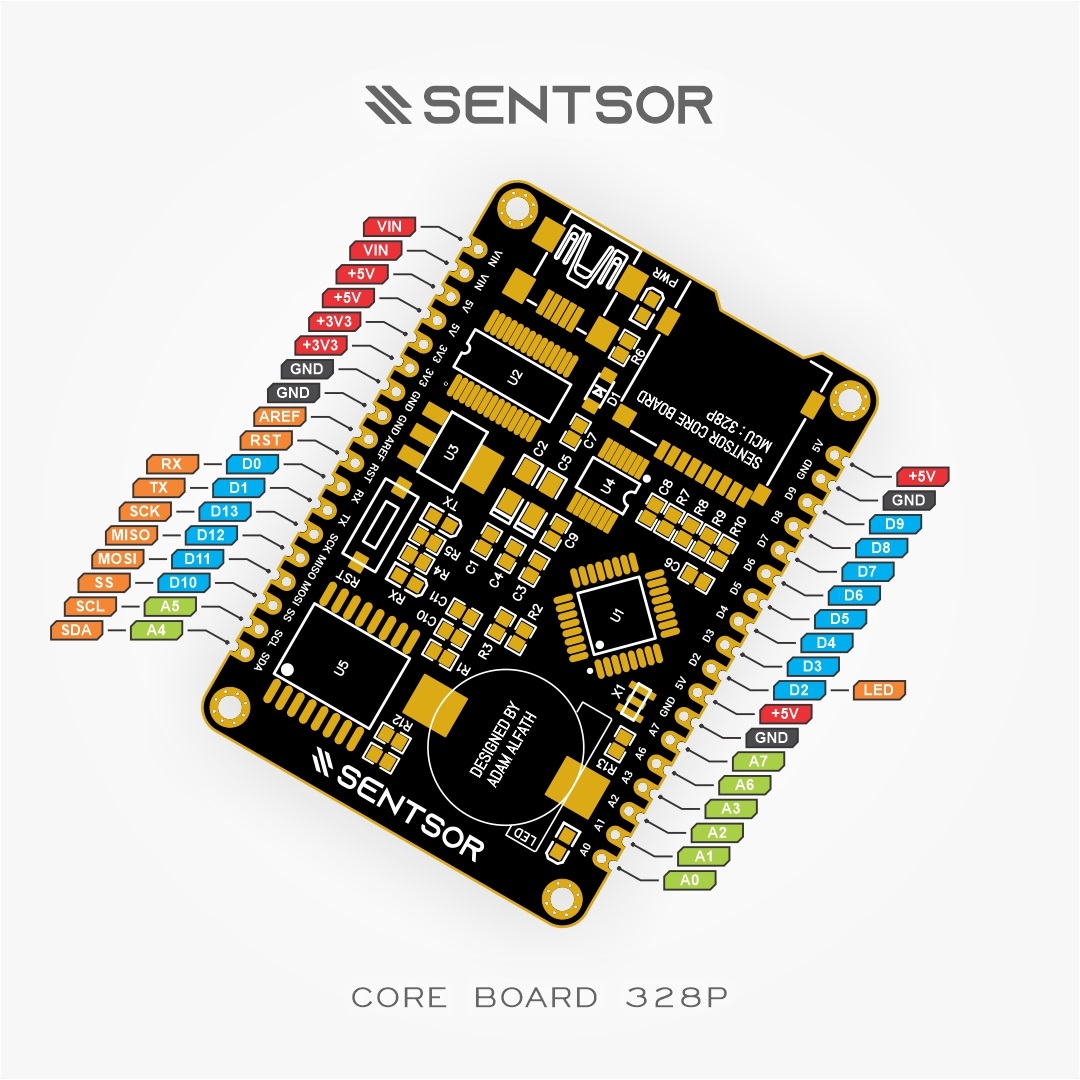 SENTSOR
VIN
VIN
+5V
+5V
+3V3
+3V3
GND
GND
AREF
RST
RX D0
TX D1
SCK D13
MISO D12
MOSI D11
SS D10
SCL A5
SDA A4
VIN
VIN
5V
5V
3V3
3V3
GND
GND
AREF
RST
RX
TX
SCK
MISO
MOSI
SS
SCL
SDA
PWR
R6
U2
D1
SENTSOR CORE BOARD
MCU : 328P
C7
U3
C2
C5
U4
C8
R7
R8
R9
R10
TX
R5
R4
RX
RST
C1
C4
C3
C9
C6
C11
C10
R1
R3
R2
U1
U5
X1
R12
R13
DESIGNED BY
ADAM ALFATH
LED
SENTSOR
5V
GND
D9
D8
D7
D6
D5
D4
D3
D2
5V
GND
A7
A6
A3
A2
A1
A0
+5V
GND
D9
D8
D7
D6
D5
D4
D3
D2 LED
+5V
GND
A7
A6
A3
A2
A1
A0
CORE BOARD 328P